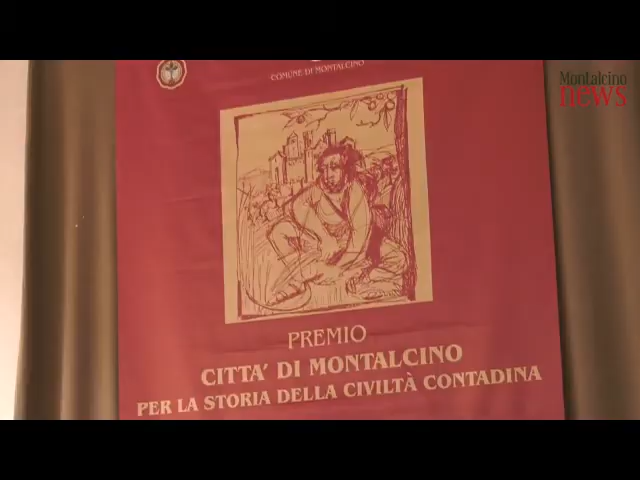 Montalcino
news
COMUNE DI MONTALCINO
PREMIO
CITTA' DI MONTALCINO
PER LA STORIA DELLA CIVILTÀ CONTADINA